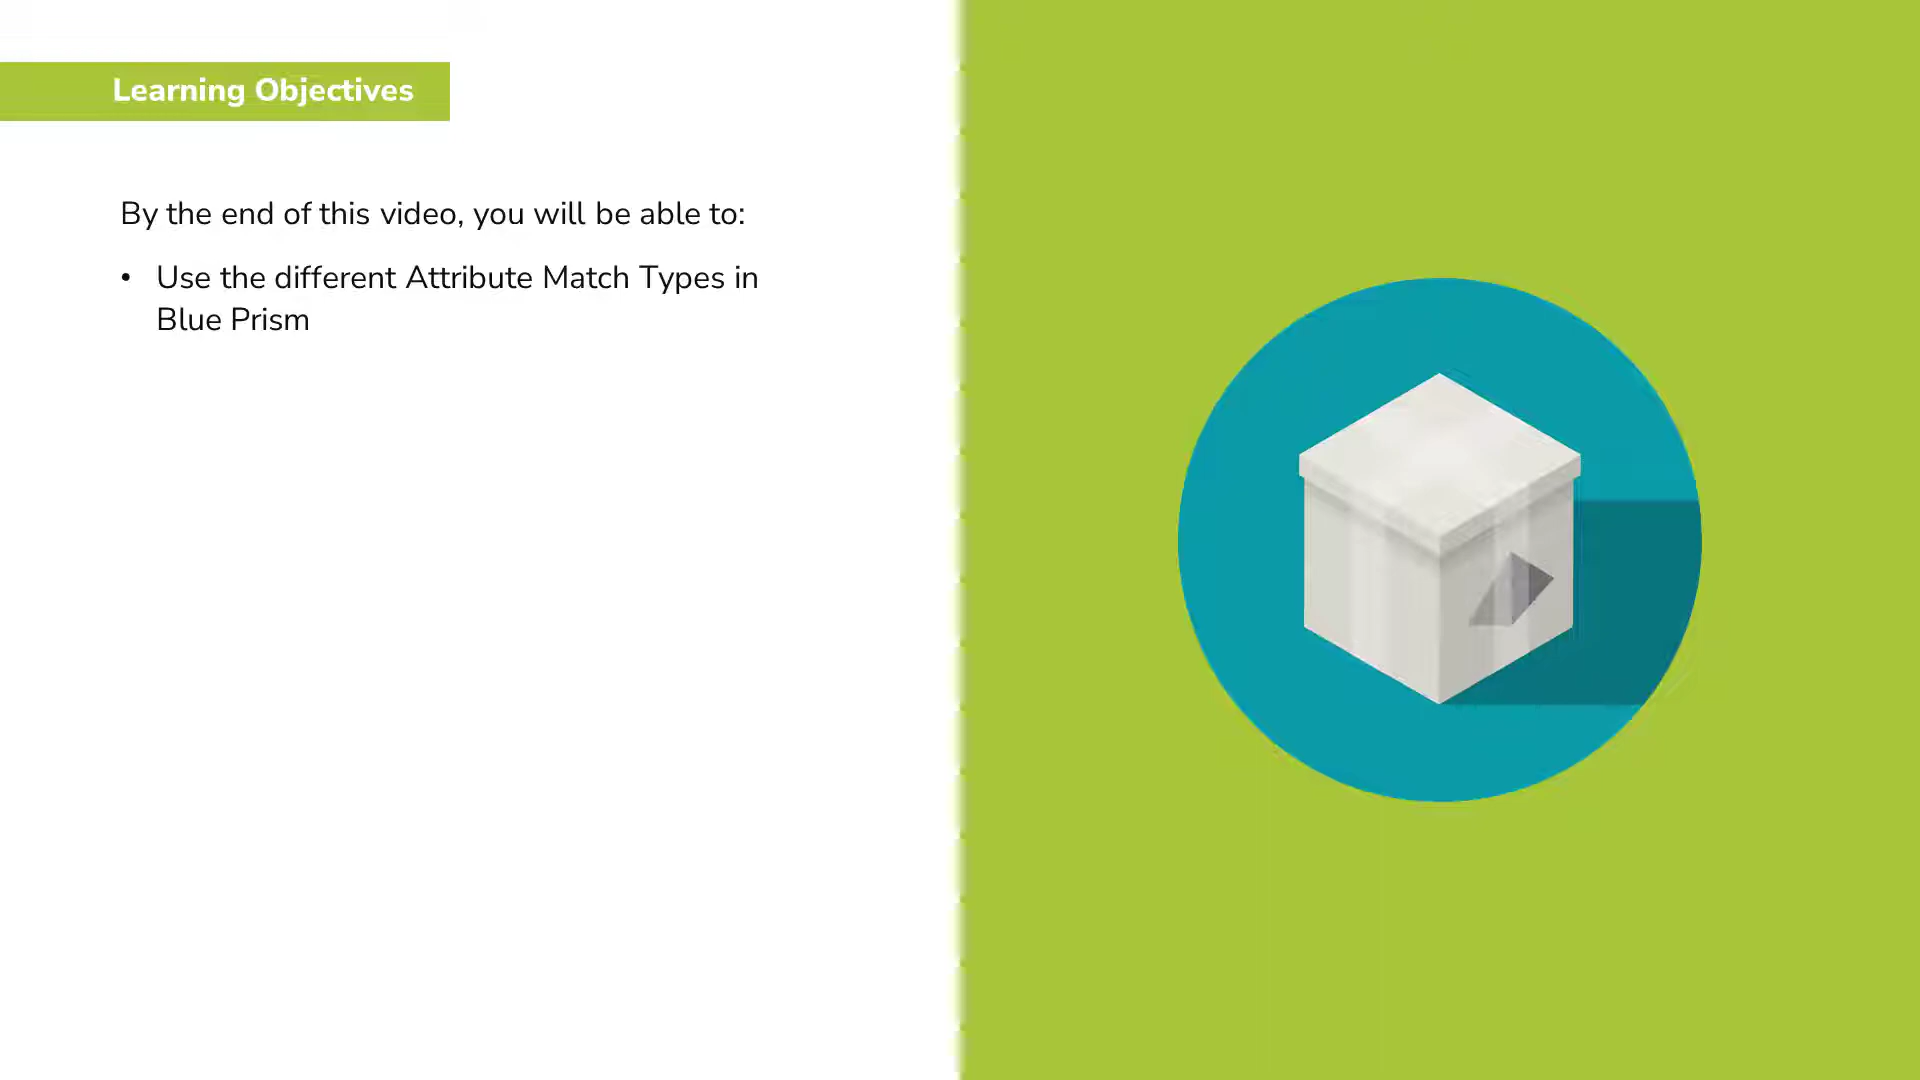 Learning Objectives
By the end of this video, you will be able to:
• Use the different Attribute Match Types in
Blue Prism